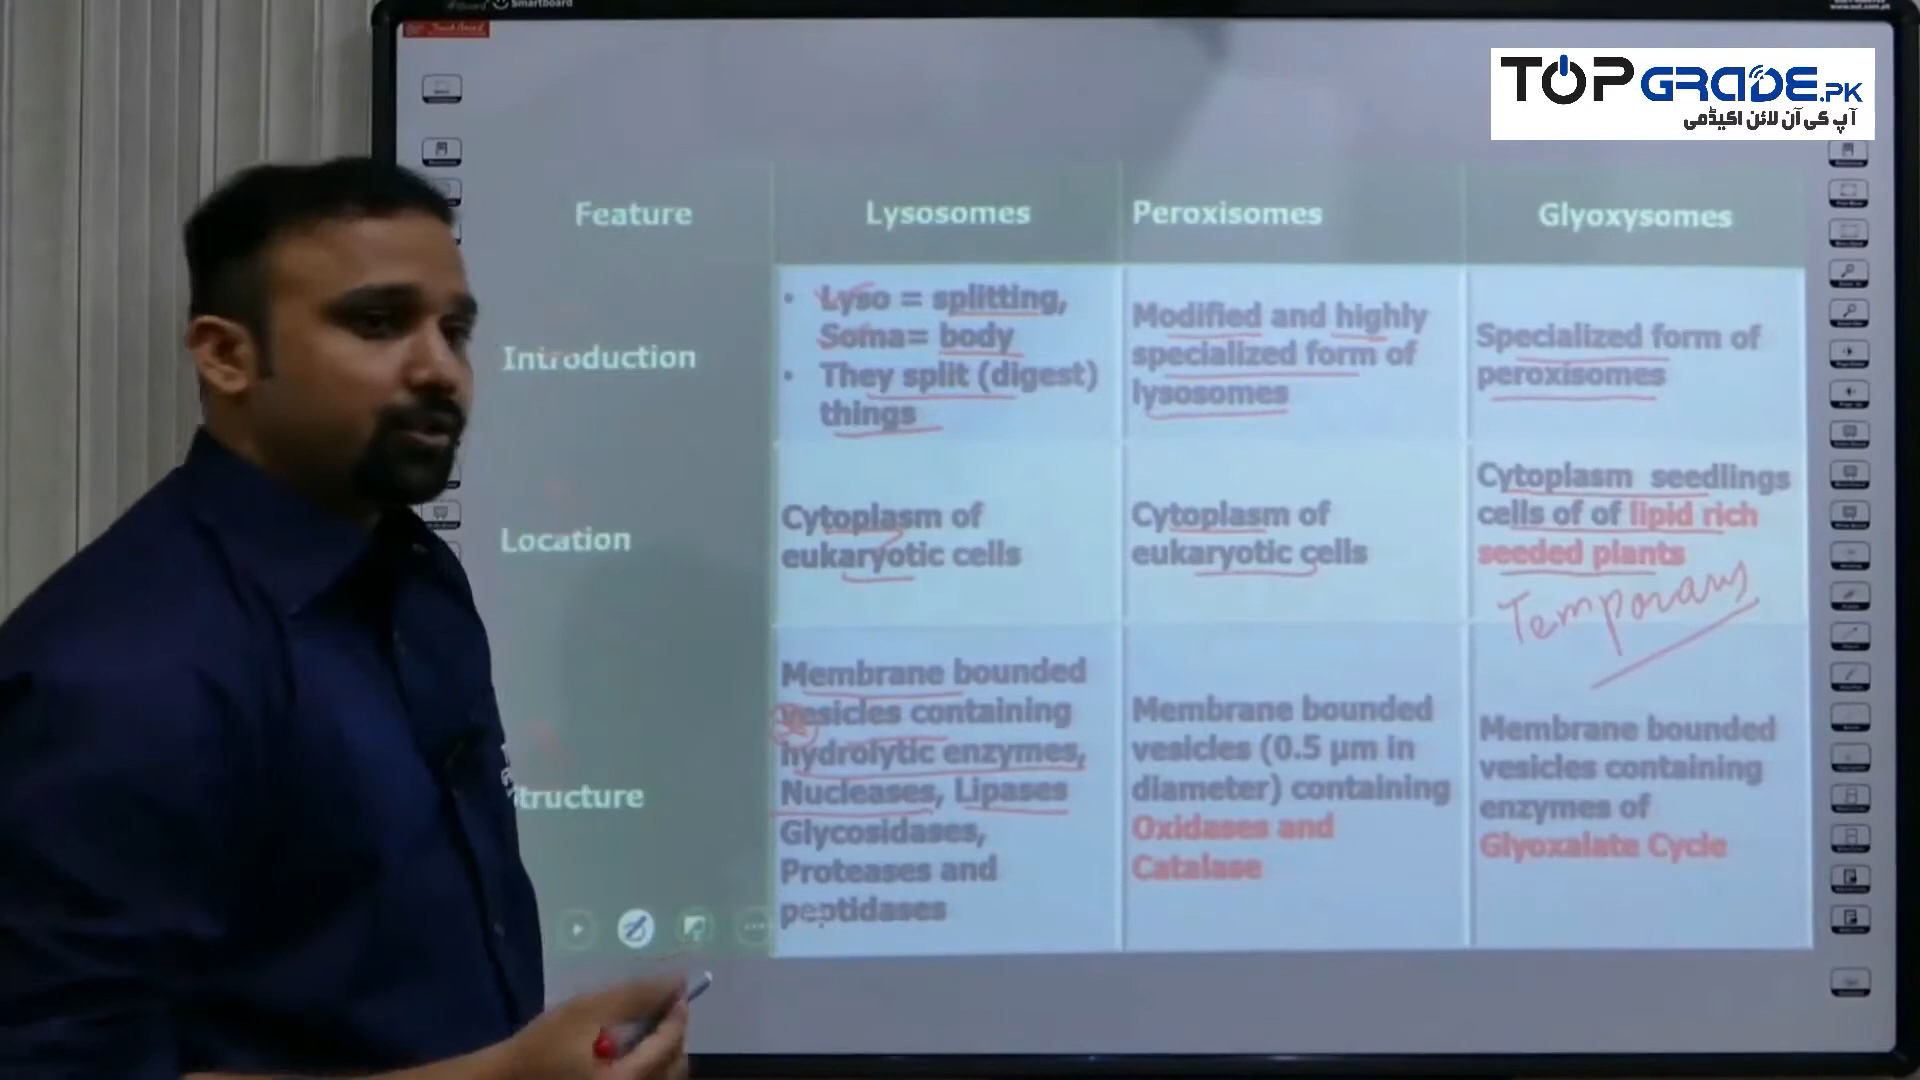 Smartboard
TOPGRADE.PK
آپ کی آن لائن اکیڈمی
Feature
Lysosomes
Peroxisomes
Glyoxysomes
Introduction
• Lyso = splitting,
Soma= body
• They split (digest)
things
Modified and highly
specialized form of
lysosomes
Specialized form of
peroxisomes
Location
Cytoplasm of
eukaryotic cells
Cytoplasm of
eukaryotic cells
Cytoplasm seedlings
cells of of lipid rich
seeded plants
Temporary
tructure
Membrane bounded
vesicles containing
hydrolytic enzymes,
Nucleases, Lipases
Glycosidases,
Proteases and
peptidases
Membrane bounded
vesicles (0.5 µm in
diameter) containing
Oxidases and
Catalase
Membrane bounded
vesicles containing
enzymes of
Glyoxalate Cycle